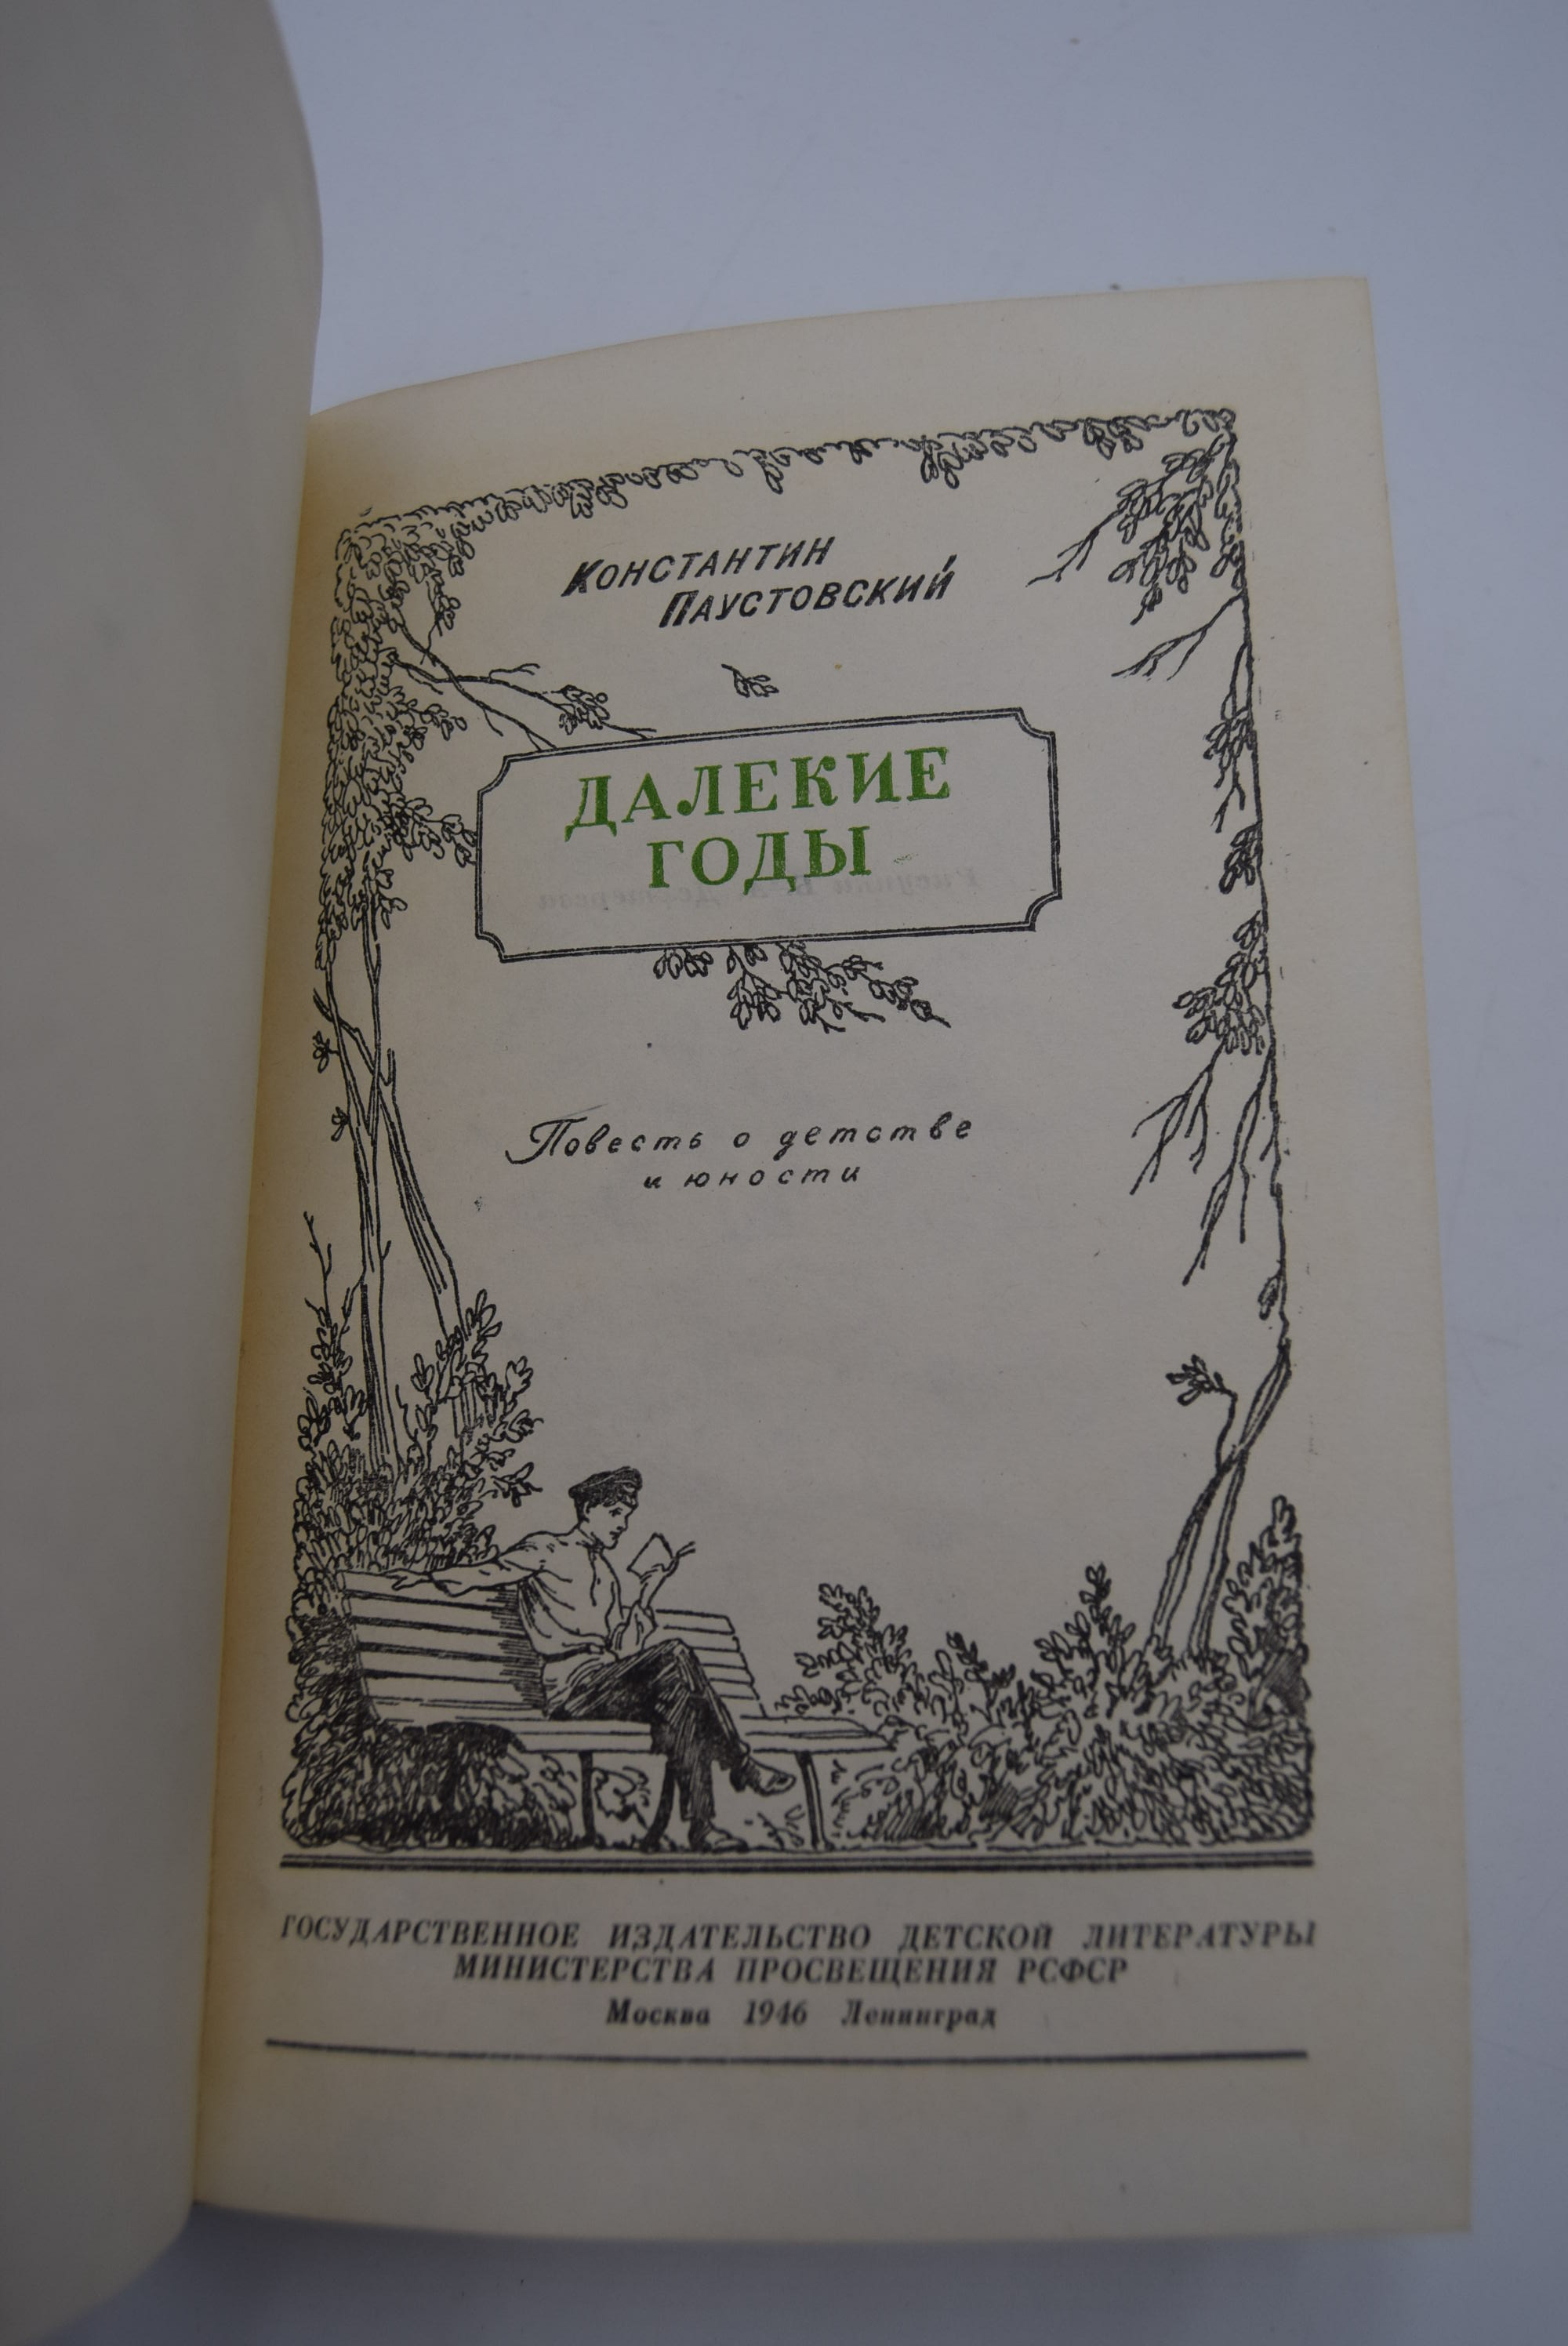 Константин
Паустовский
ДАЛЕКИЕ
ГОДЫ
Повесть о детстве
и юности
ГОСУДАРСТВЕННОЕ ИЗДАТЕЛЬСТВО ДЕТСКОЙ ЛИТЕРАТУРЫ
МИНИСТЕРСТВА ПРОСВЕЩЕНИЯ РСФСР
Москва 1946 Ленинград